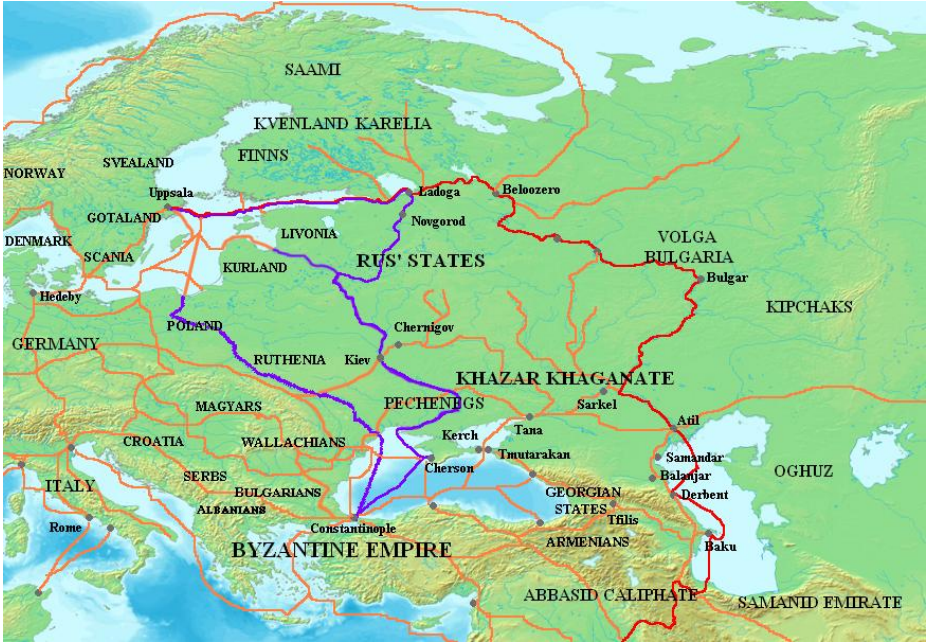 SAAMI
KVENLAND KARELIA
FINNS
SVEALAND
NORWAY
Uppsala
Ladoga
Beloozero
GOTALAND
Novgorod
LIVONIA
DENMARK
SCANIA
KURLAND
RUS' STATES
VOLGA
BULGARIA
Bulgar
Hedeby
KIPCHAKS
POLAND
Chernigov
GERMANY
RUTHENIA
Kiev
KHAZAR KHAGANATE
MAGYARS
PECHENEGS
Sarkel
Atil
CROATIA
WALLACHIANS
Kerch
Tana
Tmutarakan
Samandar
Cherson
OGHUZ
SERBS
Balanjar
ITALY
BULGARIANS
GEORGIAN
STATES
Derbent
ALBANIANS
Tfilis
Rome
Constantinople
ARMENIANS
Baku
BYZANTINE EMPIRE
ABBASID CALIPHATE
SAMANID EMIRATE